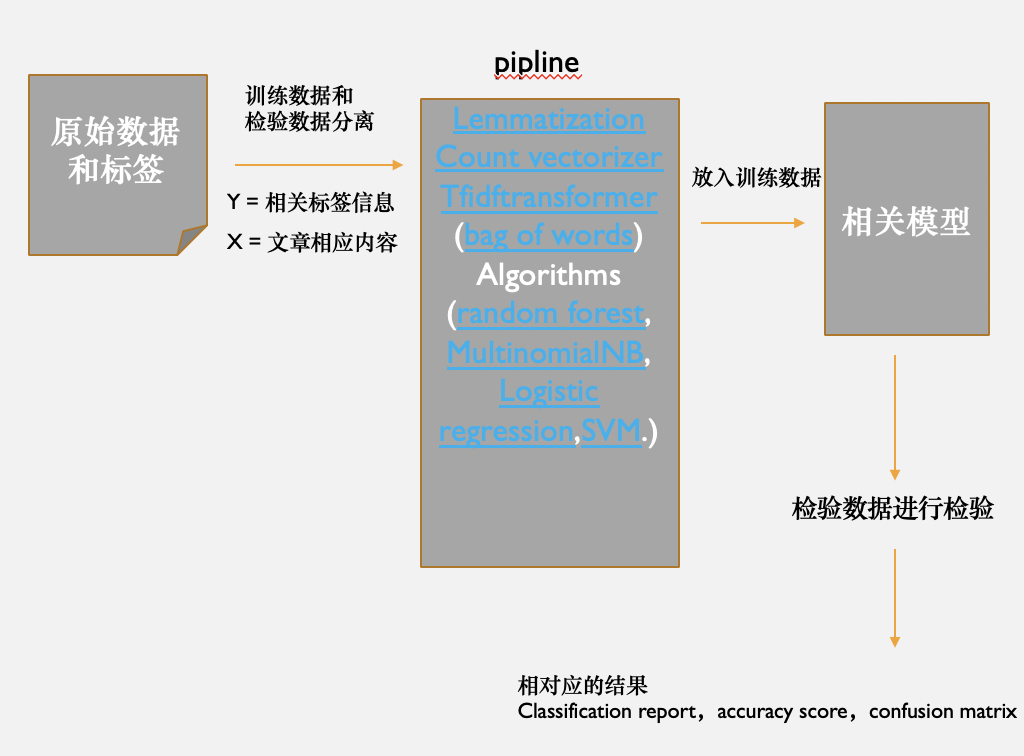 原始数据
和标签
训练数据和
检验数据分离
Y = 相关标签信息
X = 文章相应内容
pipline
Lemmatization
Count vectorizer
Tfidftransformer
(bag of words)
Algorithms
(random forest,
MultinomialNB,
Logistic
regression,SVM.)
放入训练数据
相关模型
检验数据进行检验
相对应的结果
Classification report，accuracy score，confusion matrix